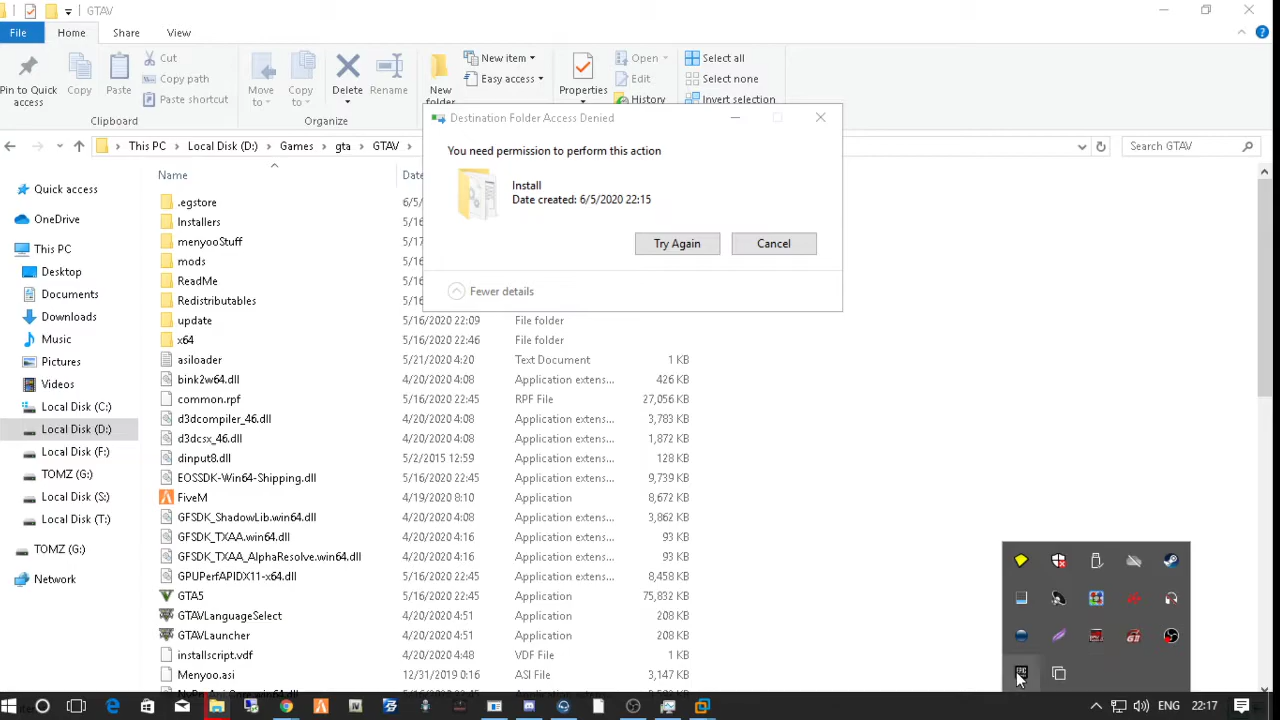 GTAV
File Home Share View
Pin to Quick access
Copy
Paste
Cut
Copy path
Paste shortcut
Clipboard
Move to
Copy to
Delete
Rename
Organize
New folder
New item
Easy access
Properties
Open
Edit
History
Select all
Select none
Invert selection
This PC Local Disk (D:) Games gta GTAV
Search GTAV
Destination Folder Access Denied
You need permission to perform this action
Install
Date created: 6/5/2020 22:15
Try Again Cancel
Fewer details
Quick access
OneDrive
This PC
Desktop
Documents
Downloads
Music
Pictures
Videos
Local Disk (C:)
Local Disk (D:)
Local Disk (F:)
TOMZ (G:)
Local Disk (S:)
Local Disk (T:)
TOMZ (G:)
Network
Name
.egstore
Installers
menyooStuff
mods
ReadMe
Redistributables
update 5/16/2020 22:09 File folder
x64 5/16/2020 22:46 File folder
asiloader 5/21/2020 4:20 Text Document 1 KB
bink2w64.dll 4/20/2020 4:08 Application extens... 426 KB
common.rpf 5/16/2020 22:45 RPF File 27,056 KB
d3dcompiler_46.dll 4/20/2020 4:08 Application extens... 3,783 KB
d3dcsx_46.dll 4/20/2020 4:08 Application extens... 1,872 KB
dinput8.dll 5/2/2015 12:59 Application extens... 128 KB
EOSSDK-Win64-Shipping.dll 5/16/2020 22:45 Application extens... 9,739 KB
FiveM 4/19/2020 8:10 Application 8,672 KB
GFSDK_ShadowLib.win64.dll 4/20/2020 4:08 Application extens... 3,862 KB
GFSDK_TXAA.win64.dll 4/20/2020 4:16 Application extens... 93 KB
GFSDK_TXAA_AlphaResolve.win64.dll 4/20/2020 4:16 Application extens... 93 KB
GPUPerfAPIDX11-x64.dll 5/16/2020 22:45 Application extens... 8,458 KB
GTA5 5/16/2020 22:45 Application 75,832 KB
GTAVLanguageSelect 4/20/2020 4:51 Application 208 KB
GTAVLauncher 4/20/2020 4:51 Application 208 KB
installscript.vdf 4/20/2020 4:48 VDF File 1 KB
Menyoo.asi 12/31/2019 0:16 ASI File 3,147 KB
ENG 22:17